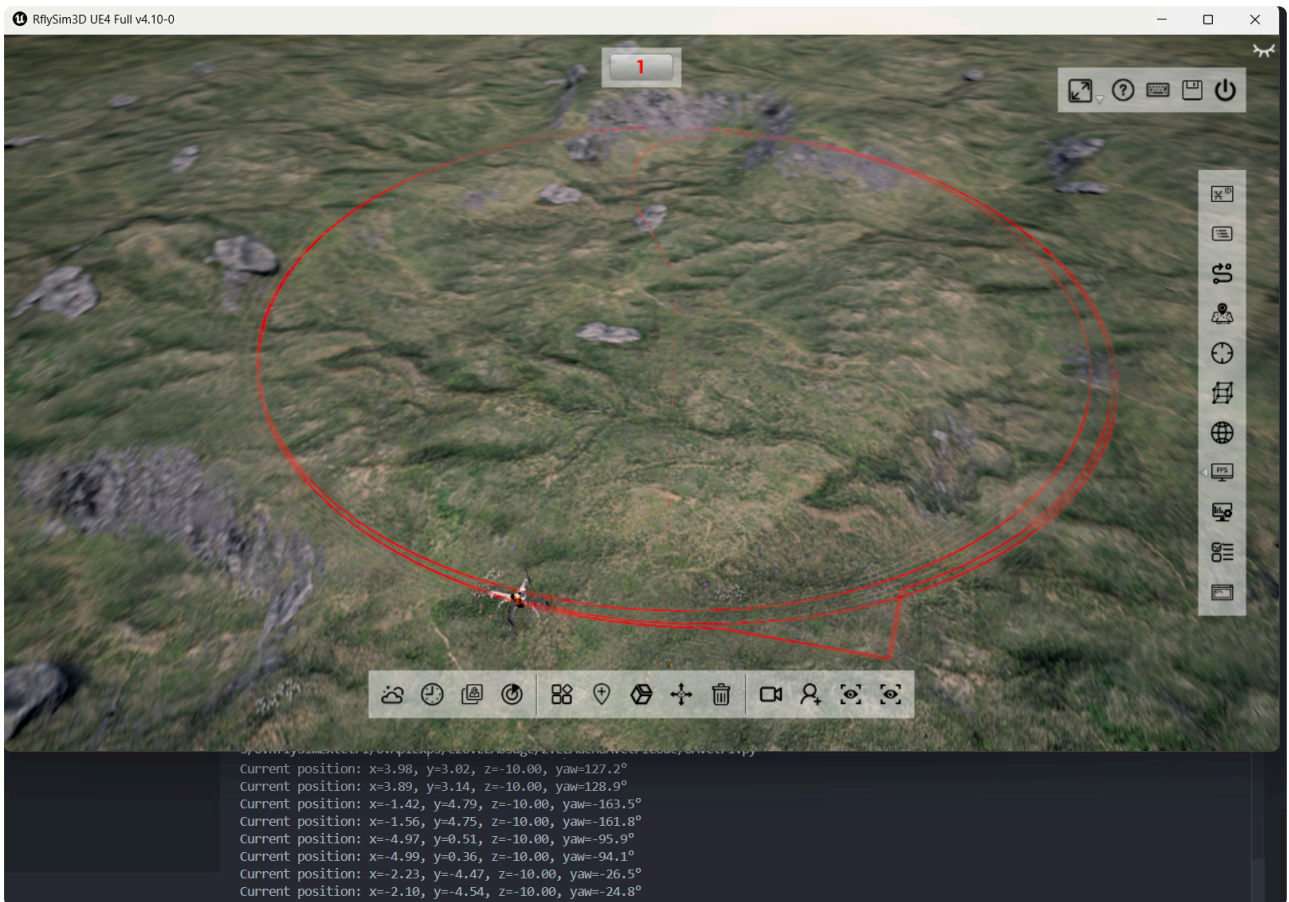 RflySim3D UE4 Full v4.10-0
1
ID
FPS
Current position: x=3.98, y=3.02, z=-10.00, yaw=127.2°
Current position: x=3.89, y=3.14, z=-10.00, yaw=128.9°
Current position: x=-1.42, y=4.79, z=-10.00, yaw=-163.5°
Current position: x=-1.56, y=4.75, z=-10.00, yaw=-161.8°
Current position: x=-4.97, y=0.51, z=-10.00, yaw=-95.9°
Current position: x=-4.99, y=0.36, z=-10.00, yaw=-94.1°
Current position: x=-2.23, y=-4.47, z=-10.00, yaw=-26.5°
Current position: x=-2.10, y=-4.54, z=-10.00, yaw=-24.8°